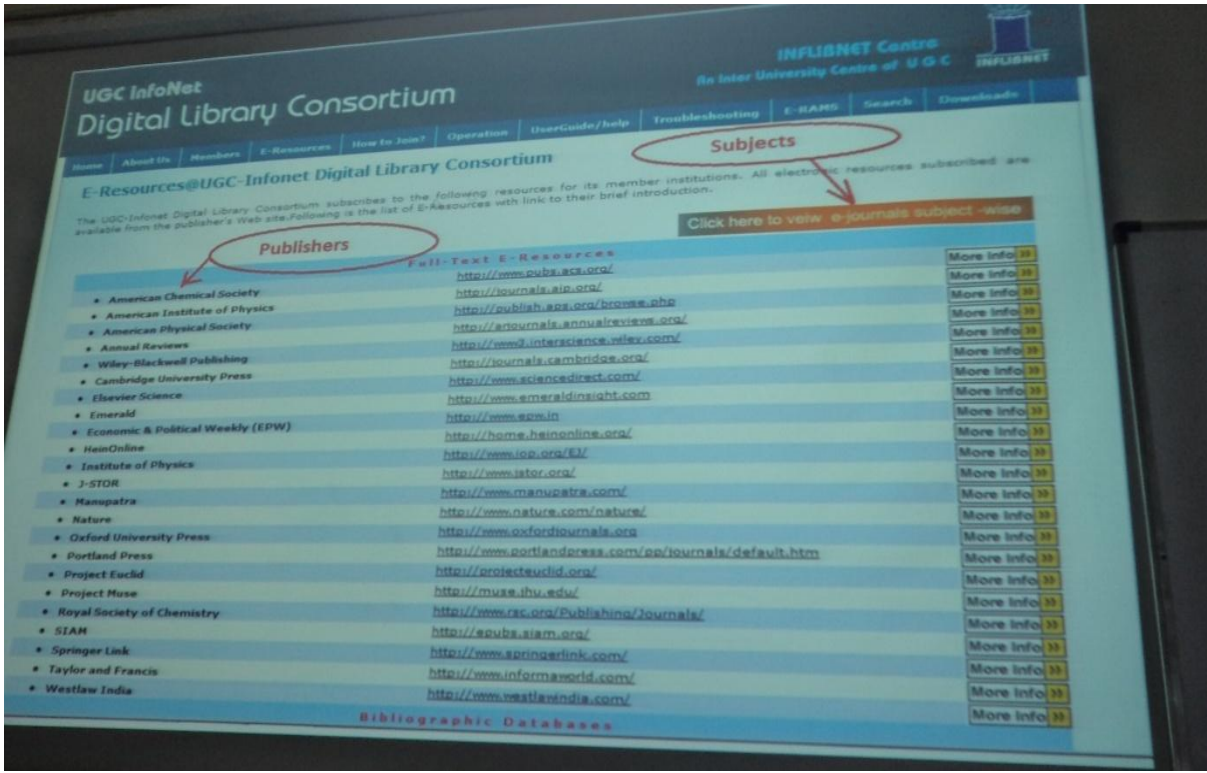 UGC InfoNet
Digital Library Consortium
INFLIBNET Centre
An Inter University Centre of U G C
INFLIBNET
Home About Us Members E-Resources How to Join? Operation UserGuide/help Troubleshooting E-RAMS Search Downloads
E-Resources@UGC-Infonet Digital Library Consortium
Subjects
The UGC-Infonet Digital Library Consortium subscribes to the following resources for its member institutions. All electronic resources subscribed are
available from the publisher's Web site.Following is the list of E-Resources with link to their brief introduction.
Click here to veiw e-journals subject -wise
Publishers
Full-Text E-Resources
American Chemical Society http://www.pubs.acs.org/ More Info
American Institute of Physics http://journals.aip.org/ More Info
American Physical Society http://publish.aps.org/browse.php More Info
Annual Reviews http://arjournals.annualreviews.org/ More Info
Wiley-Blackwell Publishing http://www3.interscience.wiley.com/ More Info
Cambridge University Press http://journals.cambridge.org/ More Info
Elsevier Science http://www.sciencedirect.com/ More Info
Emerald http://www.emeraldinsight.com More Info
Economic & Political Weekly (EPW) http://www.epw.in More Info
HeinOnline http://home.heinonline.org/ More Info
Institute of Physics http://www.iop.org/EJ/ More Info
J-STOR http://www.jstor.org/ More Info
Manupatra http://www.manupatra.com/ More Info
Nature http://www.nature.com/nature/ More Info
Oxford University Press http://www.oxfordjournals.org More Info
Portland Press http://www.portlandpress.com/pp/journals/default.htm More Info
Project Euclid http://projecteuclid.org/ More Info
Project Muse http://muse.jhu.edu/ More Info
Royal Society of Chemistry http://www.rsc.org/Publishing/Journals/ More Info
SIAM http://epubs.siam.org/ More Info
Springer Link http://www.springerlink.com/ More Info
Taylor and Francis http://www.informaworld.com/ More Info
Westlaw India http://www.westlawindia.com/ More Info
Bibliographic Databases More Info